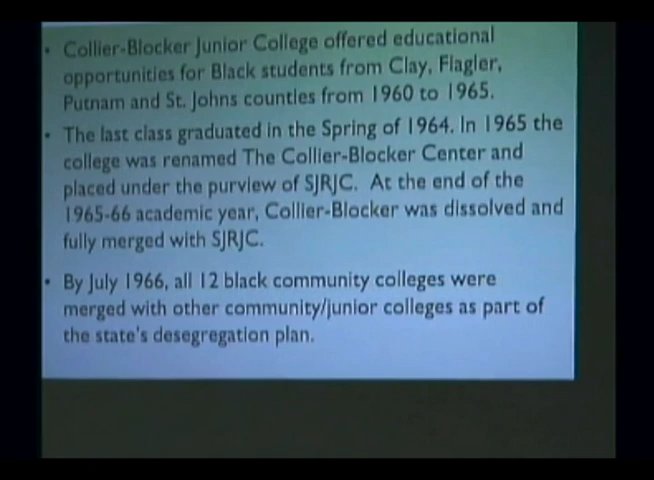 • Collier-Blocker Junior College offered educational
opportunities for Black students from Clay, Flagler,
Putnam and St. Johns counties from 1960 to 1965.
• The last class graduated in the Spring of 1964. In 1965 the
college was renamed The Collier-Blocker Center and
placed under the purview of SJRJC. At the end of the
1965-66 academic year, Collier-Blocker was dissolved and
fully merged with SJRJC.
• By July 1966, all 12 black community colleges were
merged with other community/junior colleges as part of
the state's desegregation plan.